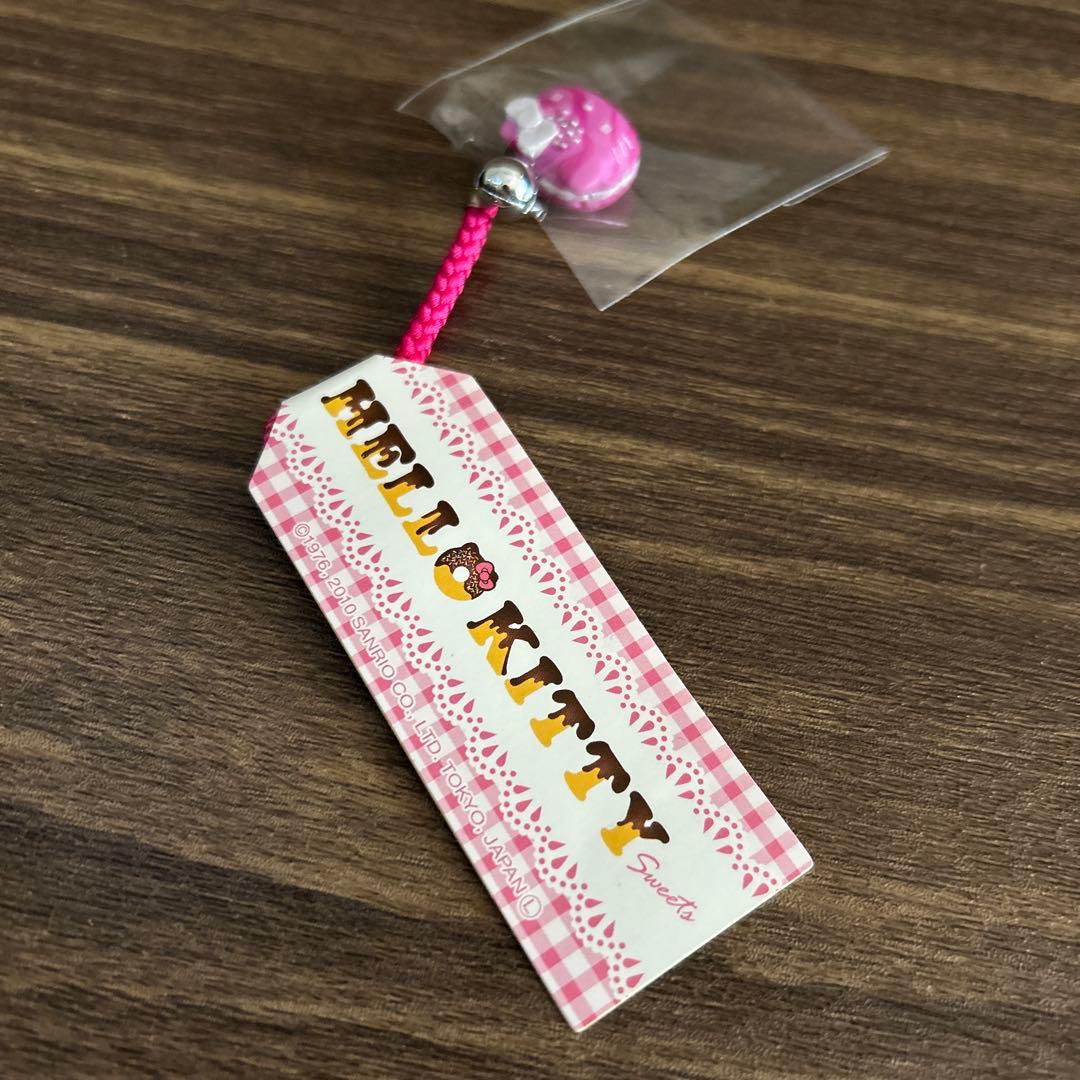 HELLO KITTY
Sweets
©1976, 2010 SANRIO CO., LTD. TOKYO, JAPAN Ⓛ